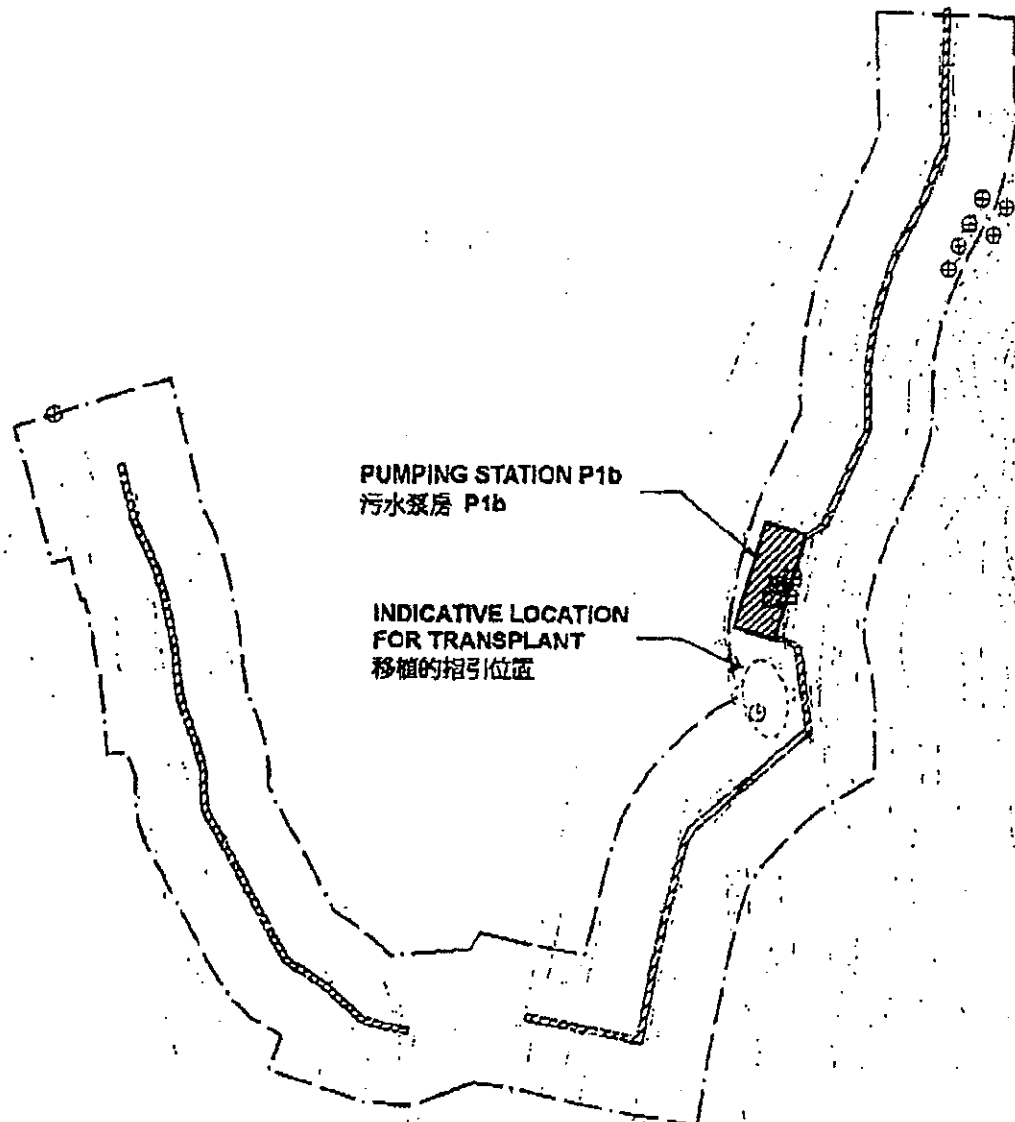 PUMPING STATION P1b
污水泵房 P1b
INDICATIVE LOCATION
FOR TRANSPLANT
移植的指引位置